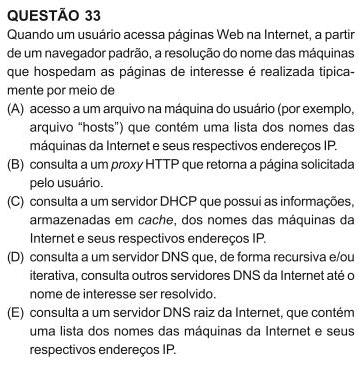 QUESTÃO 33
Quando um usuário acessa páginas Web na Internet, a partir
de um navegador padrão, a resolução do nome das máquinas
que hospedam as páginas de interesse é realizada tipica-
mente por meio de
(A) acesso a um arquivo na máquina do usuário (por exemplo,
arquivo “hosts”) que contém uma lista dos nomes das
máquinas da Internet e seus respectivos endereços IP.
(B) consulta a um proxy HTTP que retorna a página solicitada
pelo usuário.
(C) consulta a um servidor DHCP que possui as informações,
armazenadas em cache, dos nomes das máquinas da
Internet e seus respectivos endereços IP.
(D) consulta a um servidor DNS que, de forma recursiva e/ou
iterativa, consulta outros servidores DNS da Internet até o
nome de interesse ser resolvido.
(E) consulta a um servidor DNS raiz da Internet, que contém
uma lista dos nomes das máquinas da Internet e seus
respectivos endereços IP.